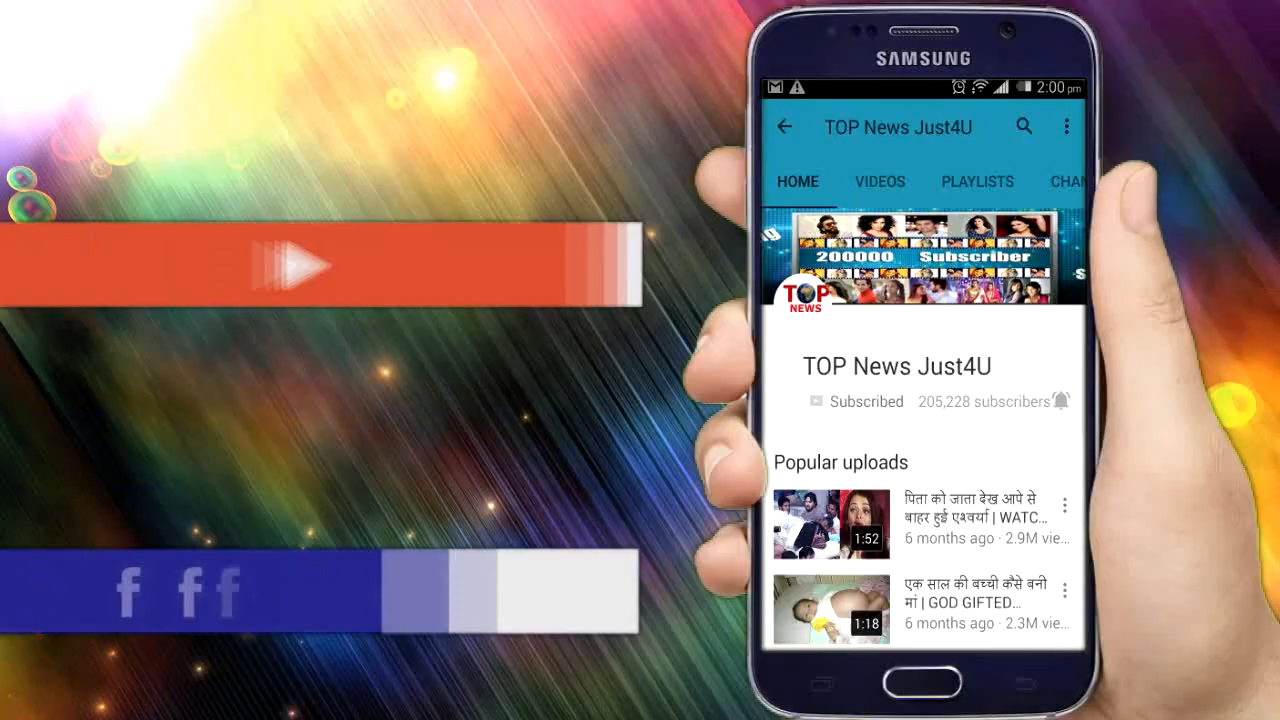 SAMSUNG
2:00 pm
TOP News Just4U
HOME VIDEOS PLAYLISTS CHAN
200000 Subscriber
TOP
NEWS
TOP News Just4U
Subscribed 205,228 subscribers
Popular uploads
पिता को जाता देख आपे से
बाहर हुई एश्वर्या | WATC...
6 months ago · 2.9M vie...
1:52
एक साल की बच्ची कैसे बनी
मां | GOD GIFTED...
6 months ago · 2.3M vie...
1:18
f f f